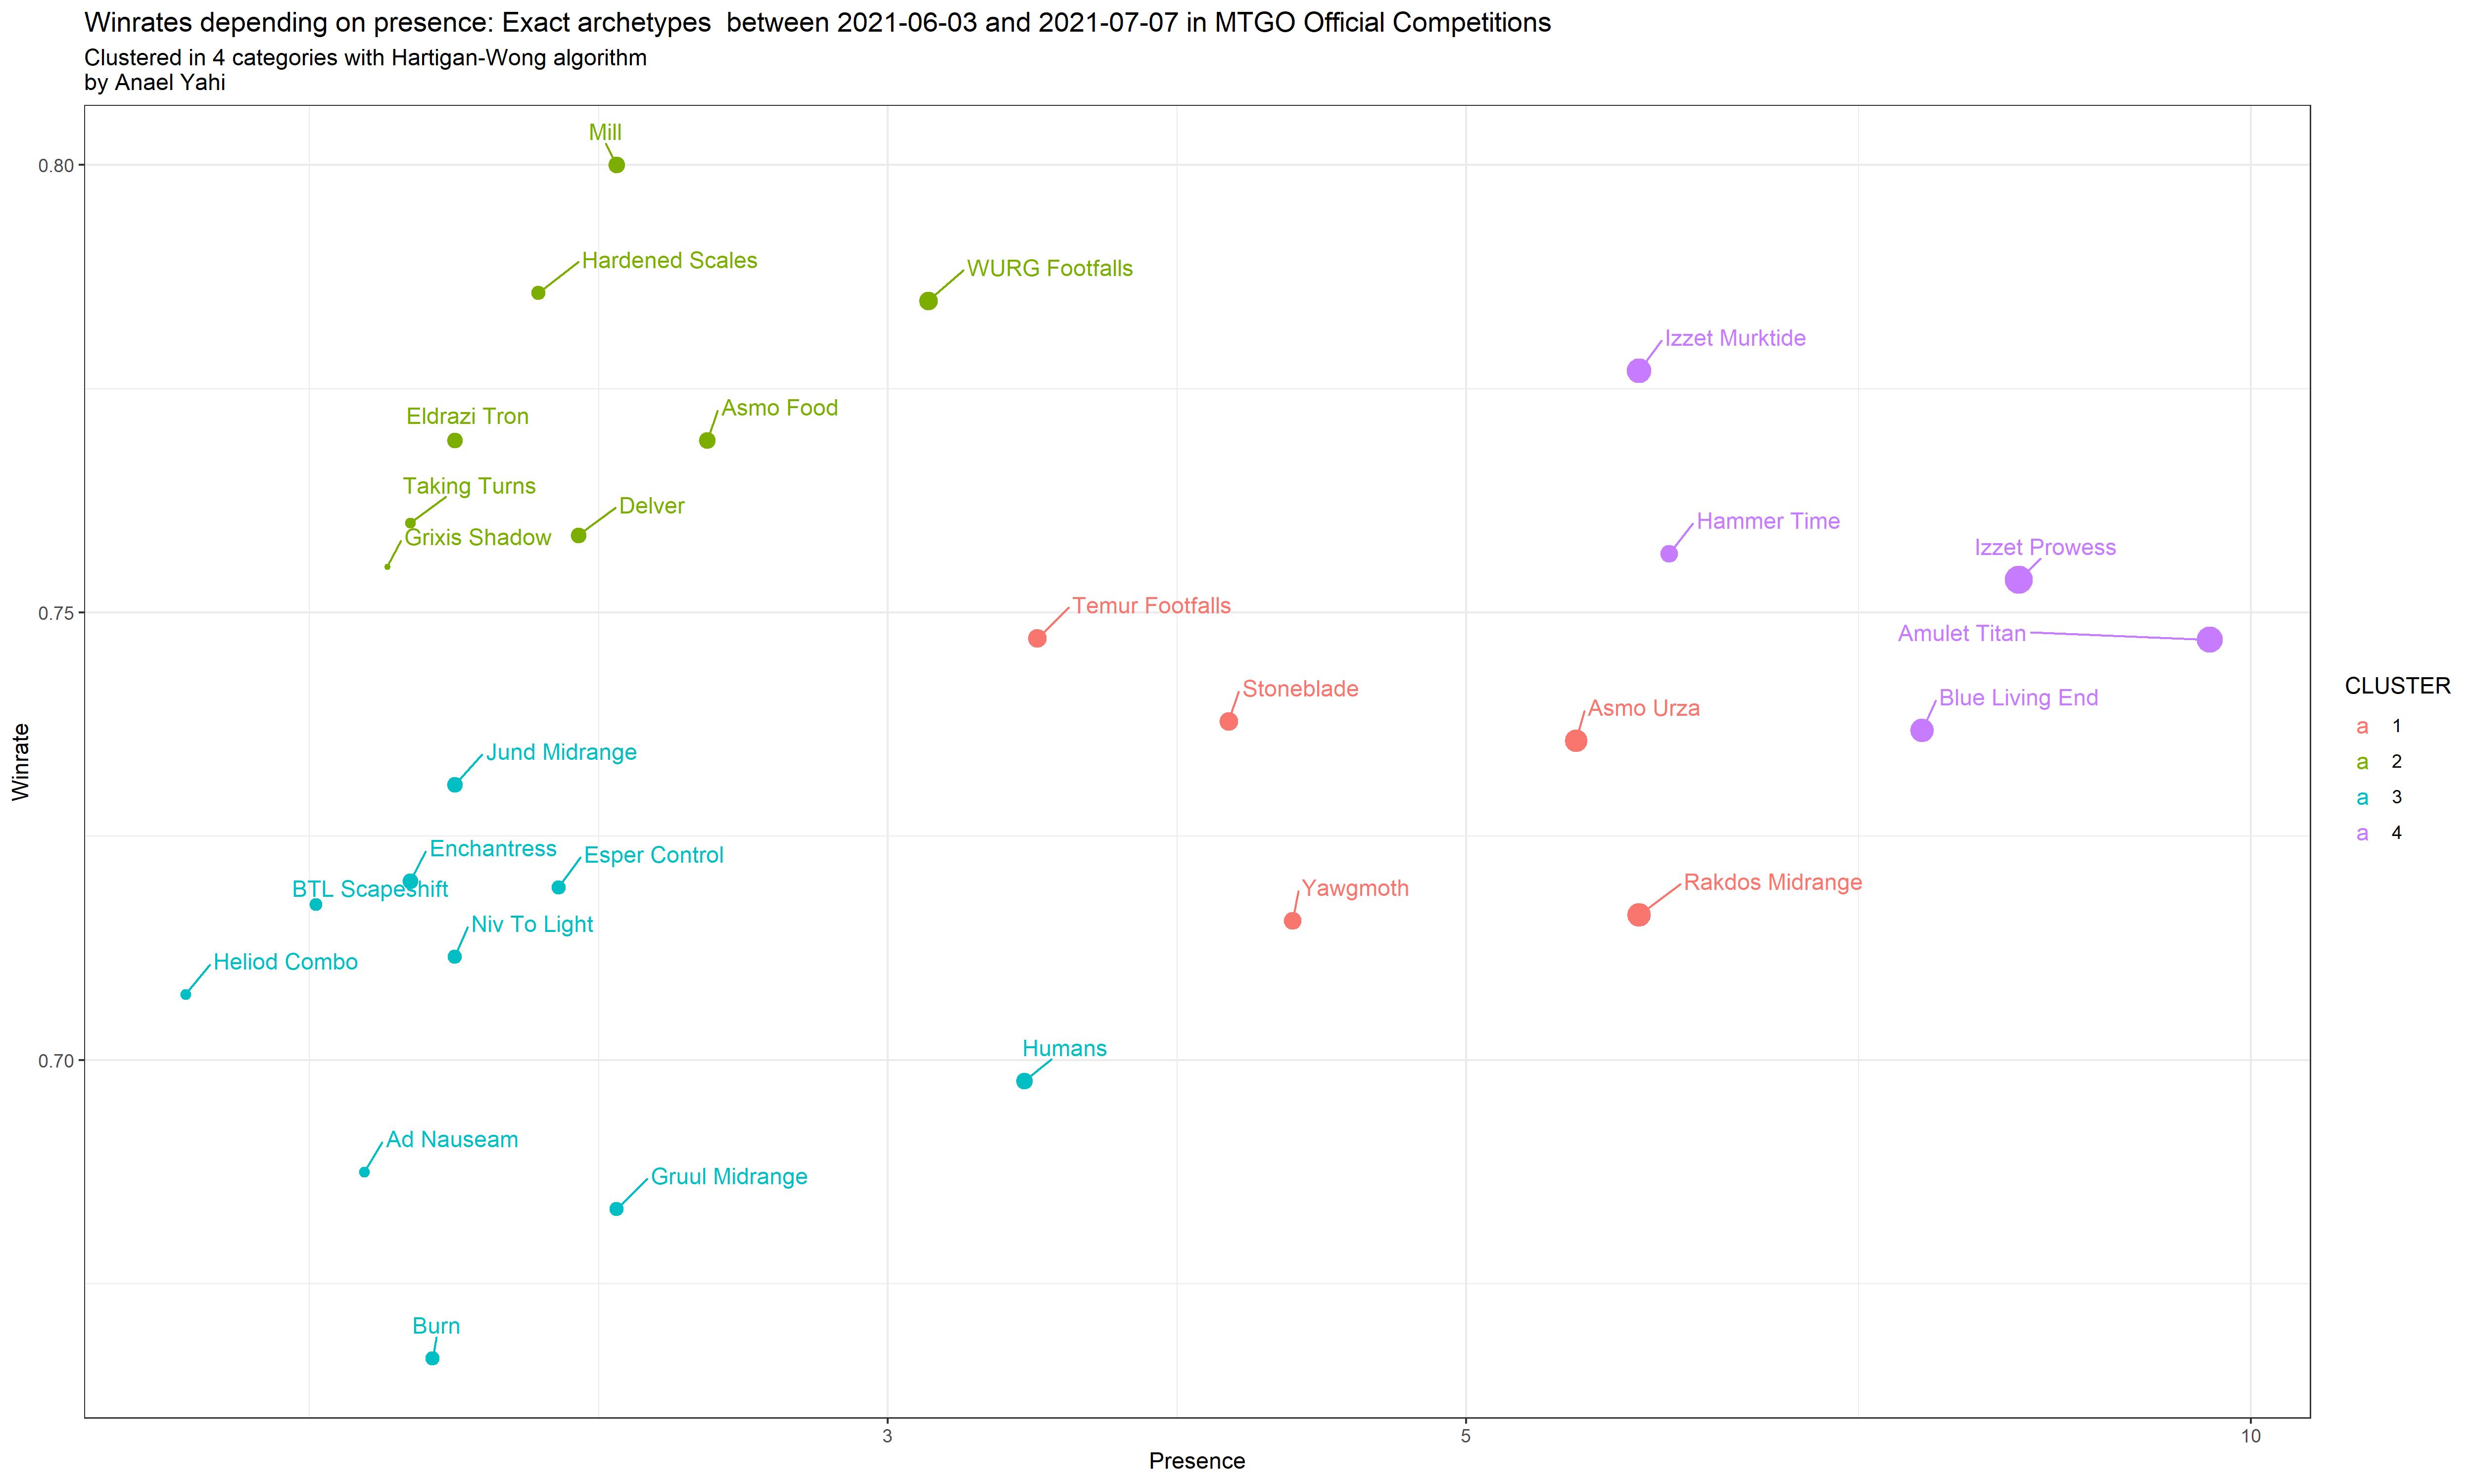 Winrates depending on presence: Exact archetypes  between 2021-06-03 and 2021-07-07 in MTGO Official Competitions
Clustered in 4 categories with Hartigan-Wong algorithm
by Anael Yahi
Mill
0.80
Hardened Scales
WURG Footfalls
Izzet Murktide
Asmo Food
Eldrazi Tron
Taking Turns
Delver
Grixis Shadow
Hammer Time
Izzet Prowess
0.75
Temur Footfalls
Amulet Titan
Stoneblade
Blue Living End
Asmo Urza
Jund Midrange
Enchantress
Esper Control
BTL Scapeshift
Yawgmoth
Rakdos Midrange
Niv To Light
Heliod Combo
Humans
0.70
Ad Nauseam
Gruul Midrange
Burn
Winrate
3
5
10
Presence
CLUSTER
a 1
a 2
a 3
a 4